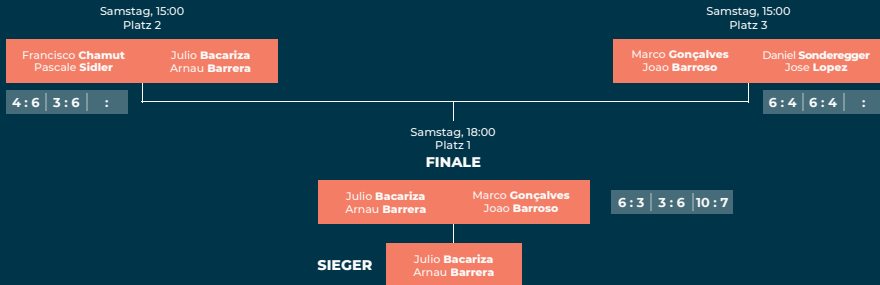 Samstag, 15:00
Platz 2
Francisco Chamut
Pascale Sidler
Julio Bacariza
Arnau Barrera
4 : 6 | 3 : 6 | :
Samstag, 15:00
Platz 3
Marco Gonçalves
Joao Barroso
Daniel Sonderegger
Jose Lopez
6 : 4 | 6 : 4 | :
Samstag, 18:00
Platz 1
FINALE
Julio Bacariza
Arnau Barrera
Marco Gonçalves
Joao Barroso
6 : 3 | 3 : 6 | 10 : 7
SIEGER
Julio Bacariza
Arnau Barrera